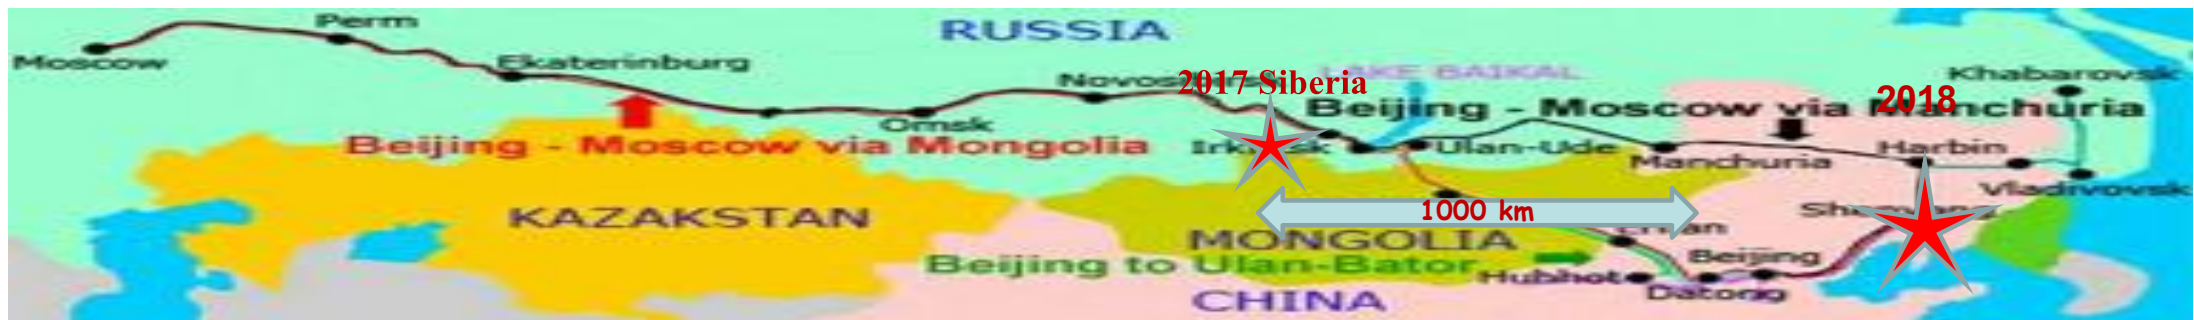 Perm
RUSSIA
Moscow
Ekaterinburg
2017 Siberia
LAKE BAIKAL
Khabarovsk
2018
Beijing - Moscow via Manchuria
Omsk
Beijing - Moscow via Mongolia
Ulan-Ude
Harbin
Manchuria
Vladivovsk
KAZAKSTAN
1000 km
MONGOLIA
Beijing to Ulan-Bator
Beijing
Hubhot
Datong
CHINA